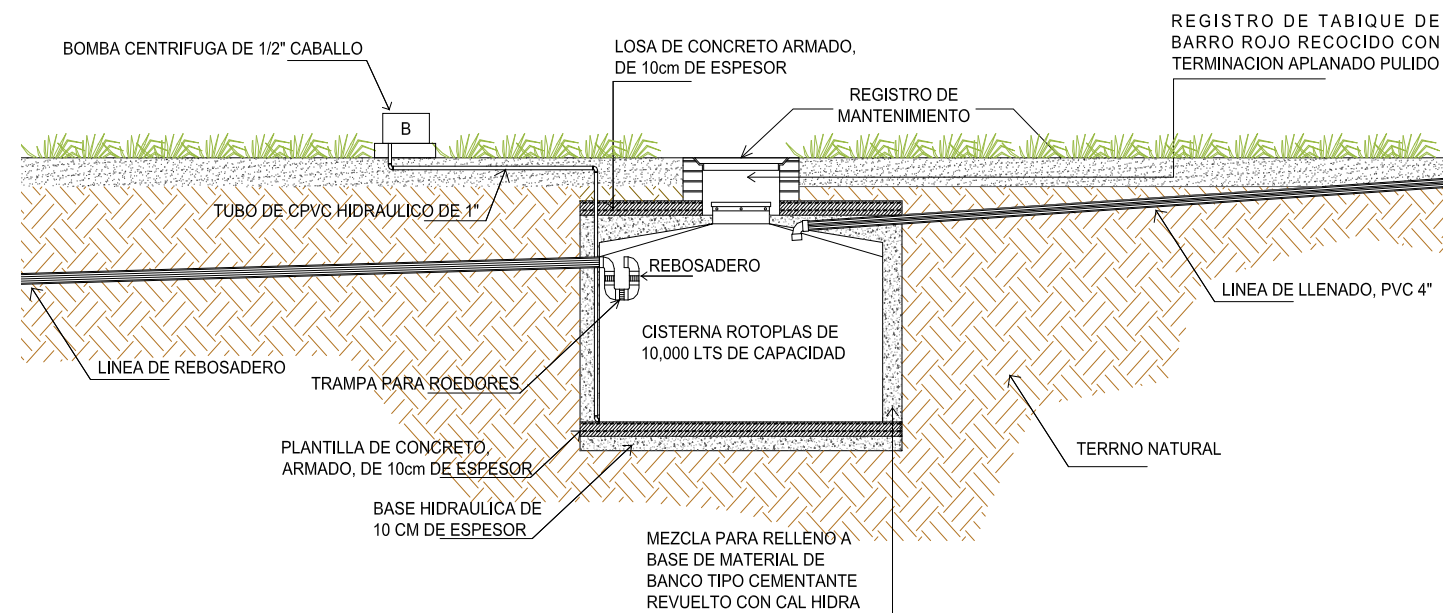 REGISTRO DE TABIQUE DE
BARRO ROJO RECOCIDO CON
TERMINACION APLANADO PULIDO
BOMBA CENTRIFUGA DE 1/2" CABALLO
LOSA DE CONCRETO ARMADO,
DE 10cm DE ESPESOR
REGISTRO DE
MANTENIMIENTO
B
TUBO DE CPVC HIDRAULICO DE 1"
REBOSADERO
LINEA DE LLENADO, PVC 4"
CISTERNA ROTOPLAS DE
10,000 LTS DE CAPACIDAD
LINEA DE REBOSADERO
TRAMPA PARA ROEDORES
PLANTILLA DE CONCRETO,
ARMADO, DE 10cm DE ESPESOR
TERRNO NATURAL
BASE HIDRAULICA DE
10 CM DE ESPESOR
MEZCLA PARA RELLENO A
BASE DE MATERIAL DE
BANCO TIPO CEMENTANTE
REVUELTO CON CAL HIDRA